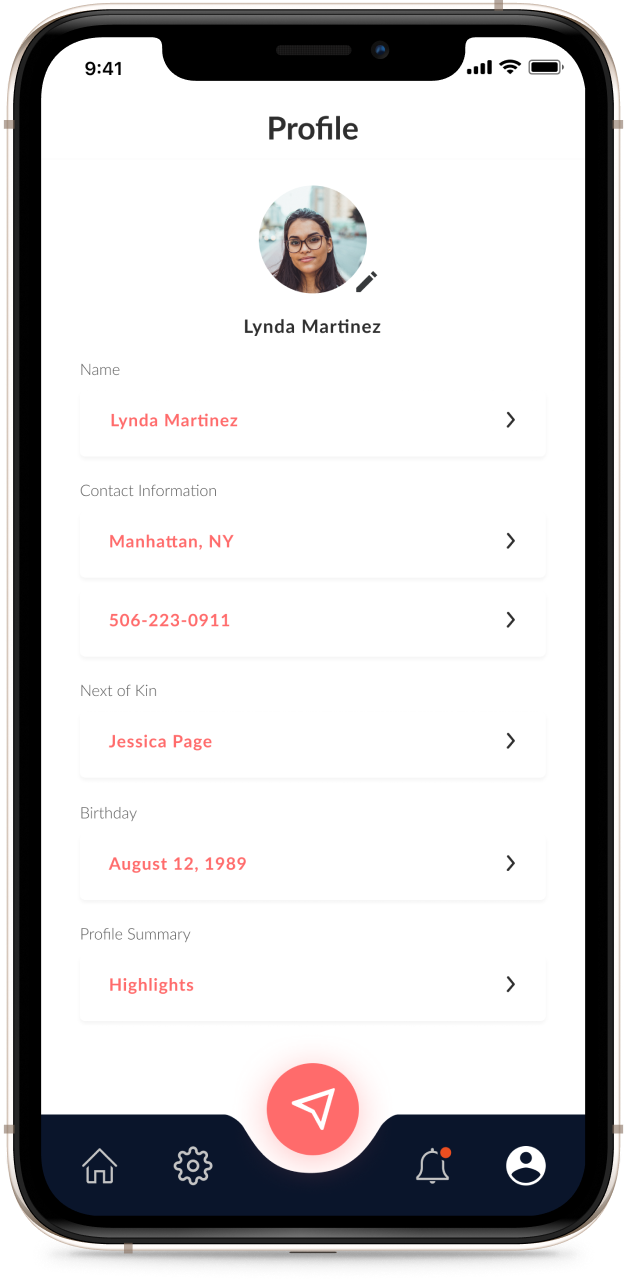 9:41
Profile
Lynda Martinez
Name
Lynda Martinez
Contact Information
Manhattan, NY
506-223-0911
Next of Kin
Jessica Page
Birthday
August 12, 1989
Profile Summary
Highlights